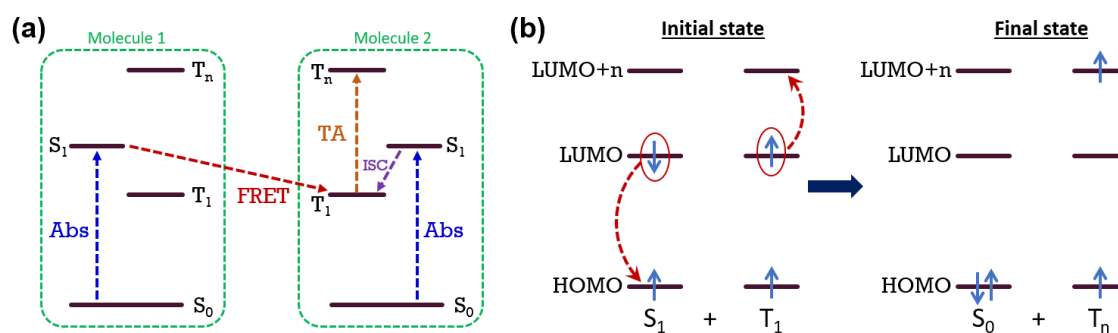 (a)
Molecule 1
Molecule 2
Tn
Tn
S1
TA
ISC
S1
T1
FRET
T1
Abs
Abs
S0
S0
(b)
Initial state
Final state
LUMO+n
LUMO+n
LUMO
LUMO
HOMO
HOMO
S1 + T1
S0 + Tn